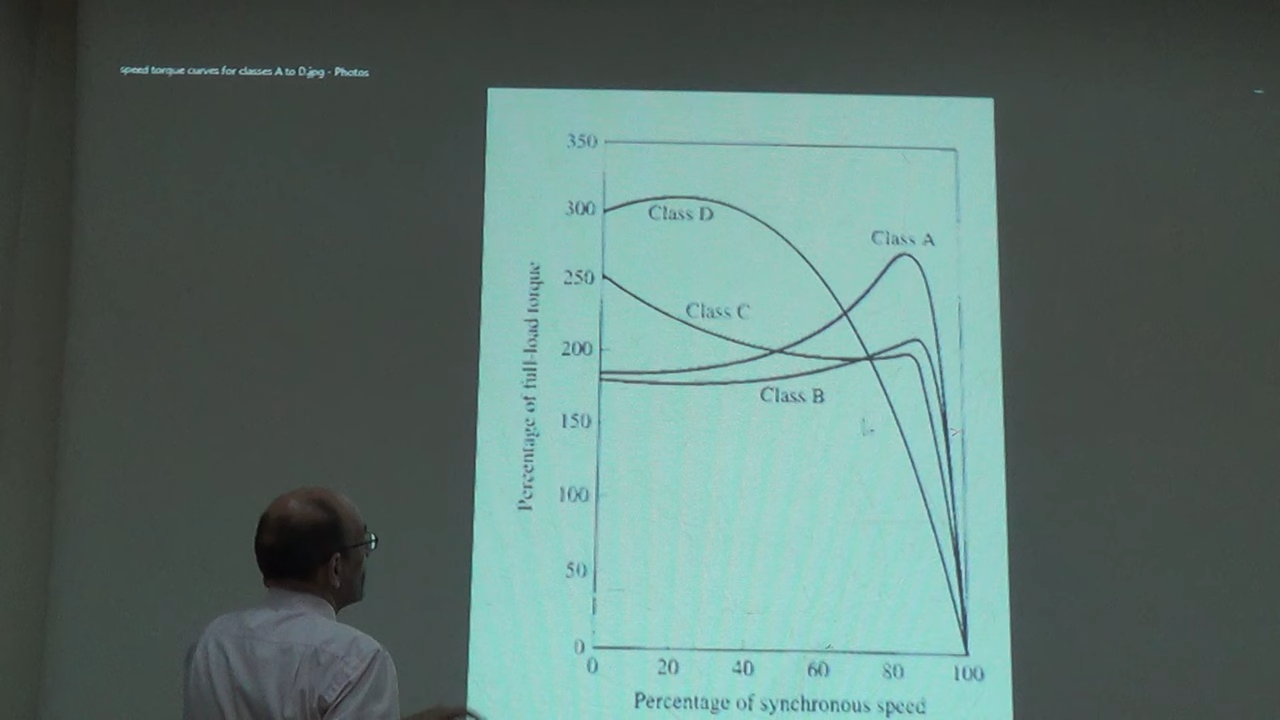 speed torque curves for classes A to D.jpg - Photos
350
300
250
200
150
100
50
0
Percentage of full-load torque
Class D
Class A
Class C
Class B
0 20 40 60 80 100
Percentage of synchronous speed